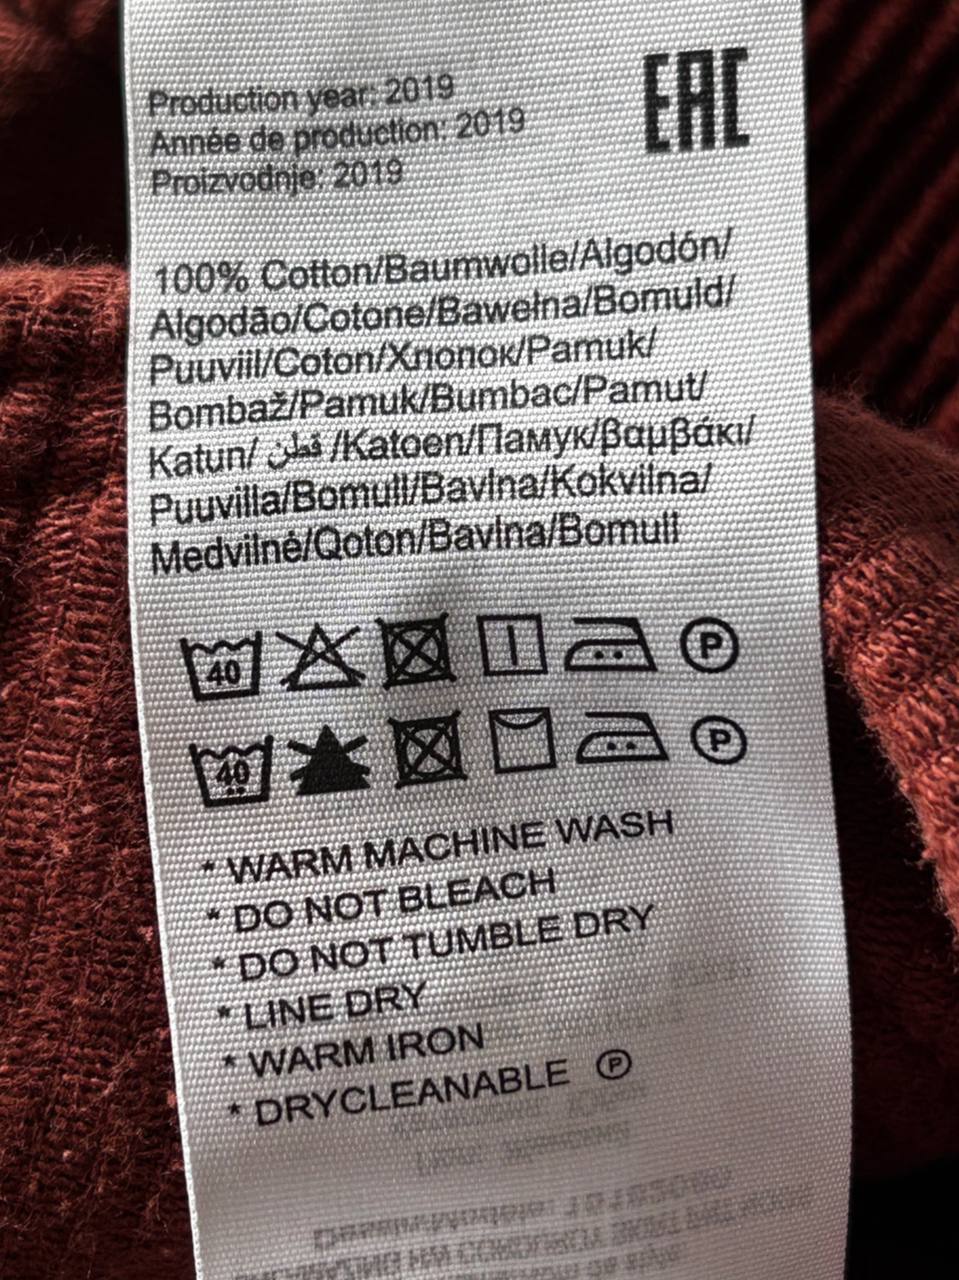 Production year: 2019
EAC
Année de production: 2019
Proizvodnje: 2019
100% Cotton/Baumwolle/Algodón/
Algodão/Cotone/Bawełna/Bomuld/
Puuviill/Coton/Хлопок/Pamuk/
Bombaž/Pamuk/Bumbac/Pamut/
Katun/ قطن /Katoen/Памук/βαμβάκι/
Puuvilla/Bomull/Bavlna/Kokvilna/
Medvilnė/Qoton/Bavlna/Bomull
40 P
40 P
* WARM MACHINE WASH
* DO NOT BLEACH
* DO NOT TUMBLE DRY
* LINE DRY
* WARM IRON
* DRYCLEANABLE P